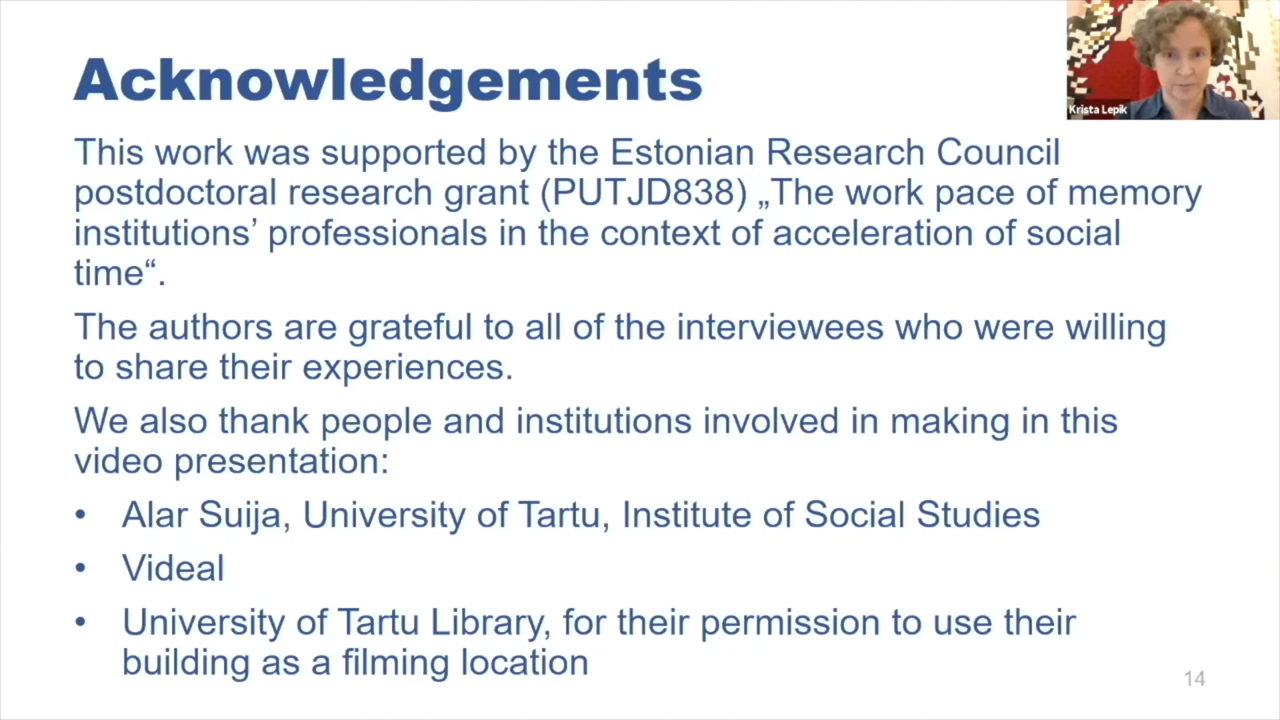 Acknowledgements
Krista Lepik
This work was supported by the Estonian Research Council
postdoctoral research grant (PUTJD838) „The work pace of memory
institutions’ professionals in the context of acceleration of social
time“.
The authors are grateful to all of the interviewees who were willing
to share their experiences.
We also thank people and institutions involved in making in this
video presentation:
• Alar Suija, University of Tartu, Institute of Social Studies
• Videal
• University of Tartu Library, for their permission to use their
building as a filming location
14